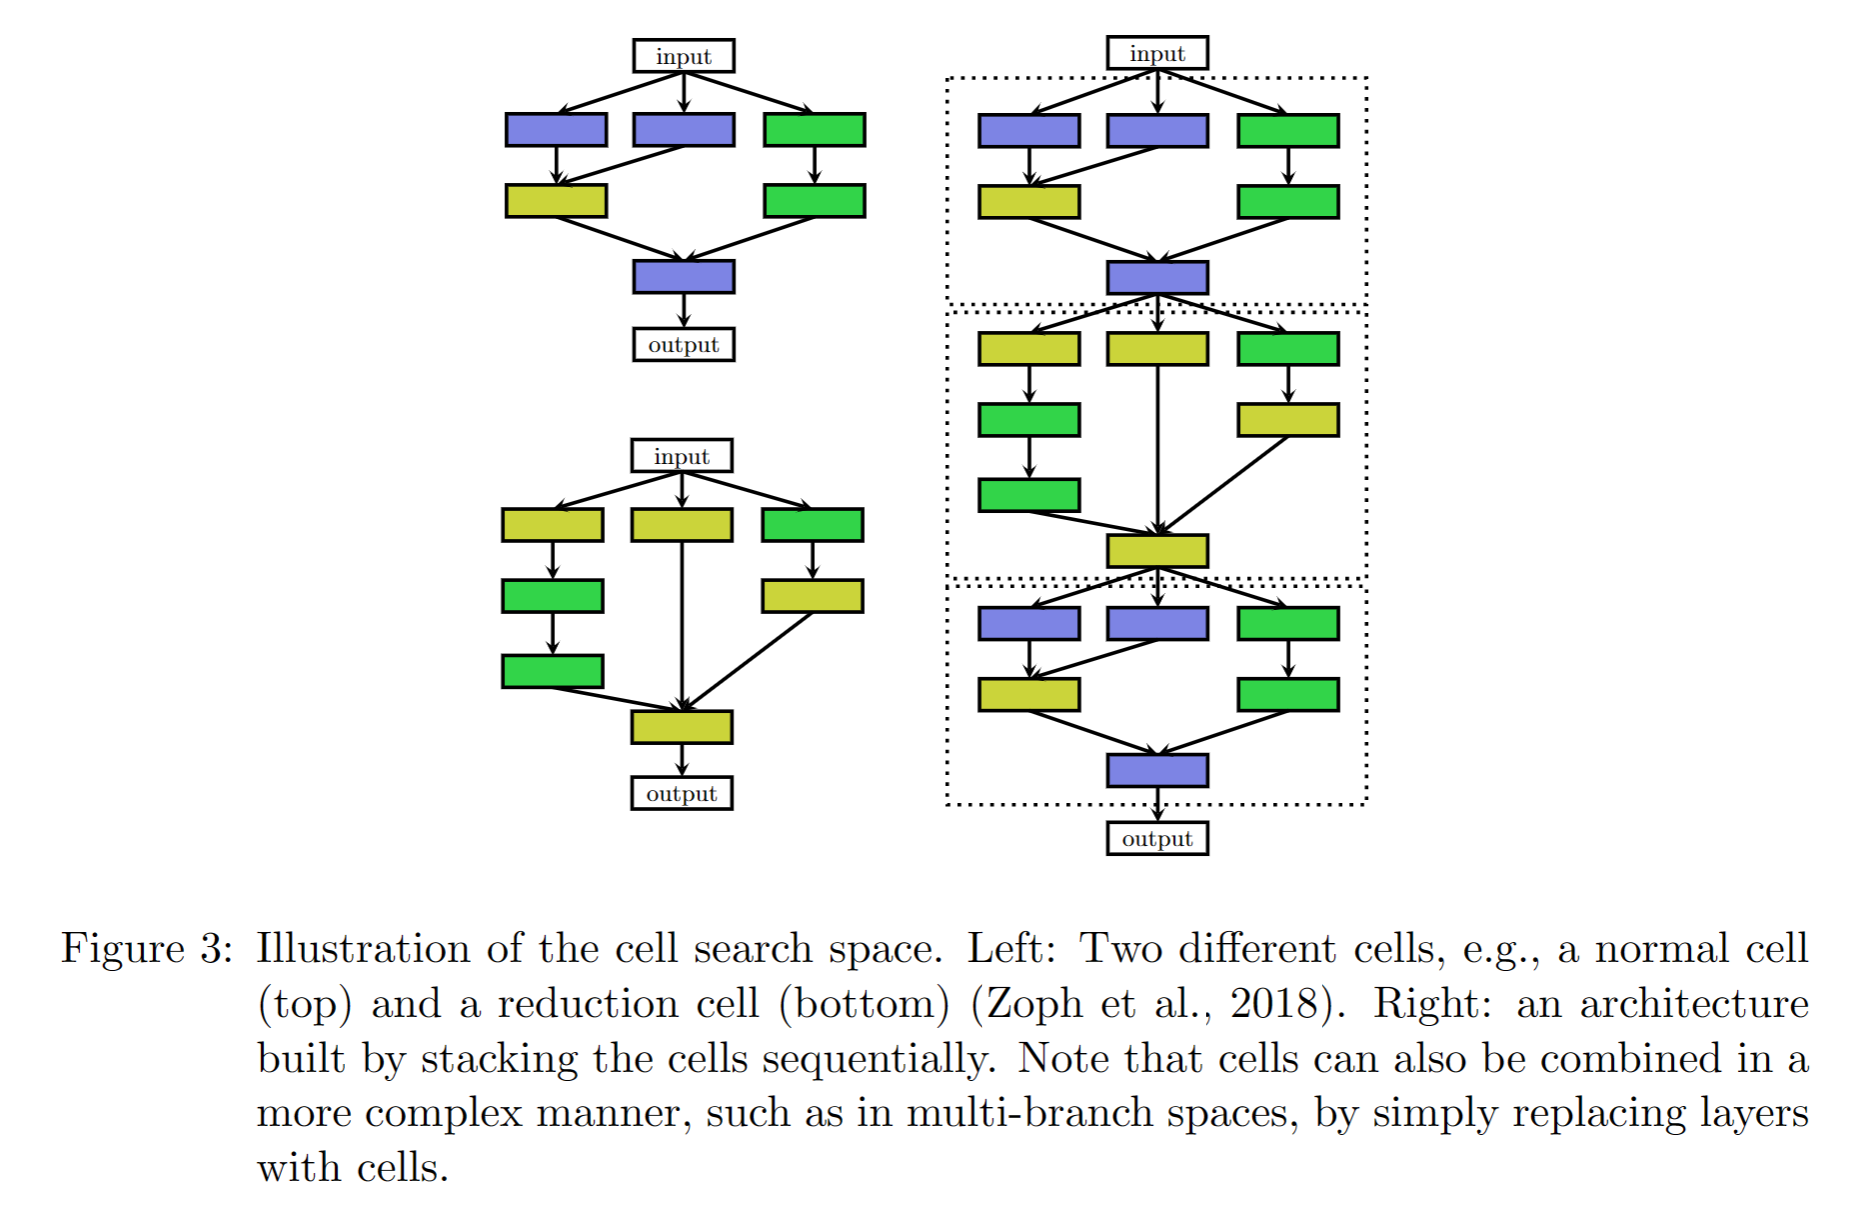 input
output
input
output
input
output
Figure 3: Illustration of the cell search space. Left: Two different cells, e.g., a normal cell
(top) and a reduction cell (bottom) (Zoph et al., 2018). Right: an architecture
built by stacking the cells sequentially. Note that cells can also be combined in a
more complex manner, such as in multi-branch spaces, by simply replacing layers
with cells.